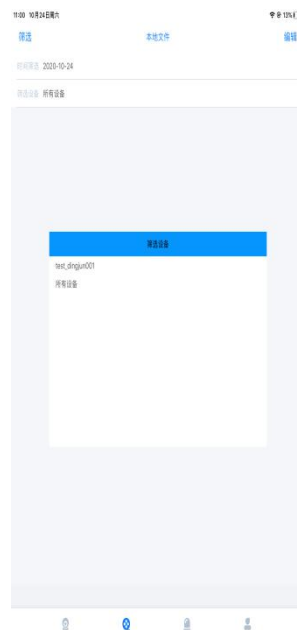 11:00 10月24日周六 13%
筛选 本地文件 编辑
时间筛选 2020-10-24
筛选设备 所有设备
筛选设备
test_dingjun001
所有设备